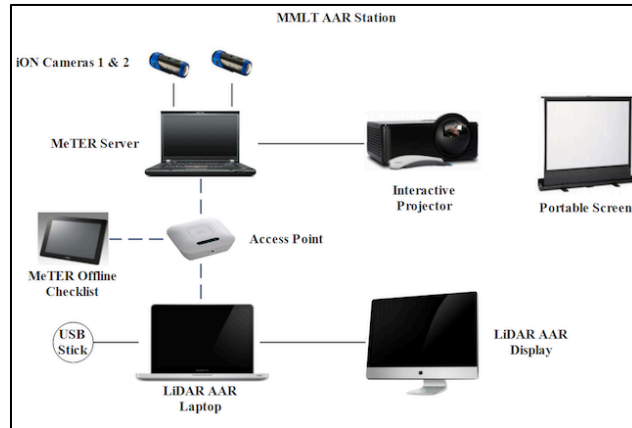 MMLT AAR Station
iON Cameras 1 & 2
MeTER Server
Interactive
Projector
Portable Screen
Access Point
MeTER Offline
Checklist
USB
Stick
LiDAR AAR
Display
LiDAR AAR
Laptop